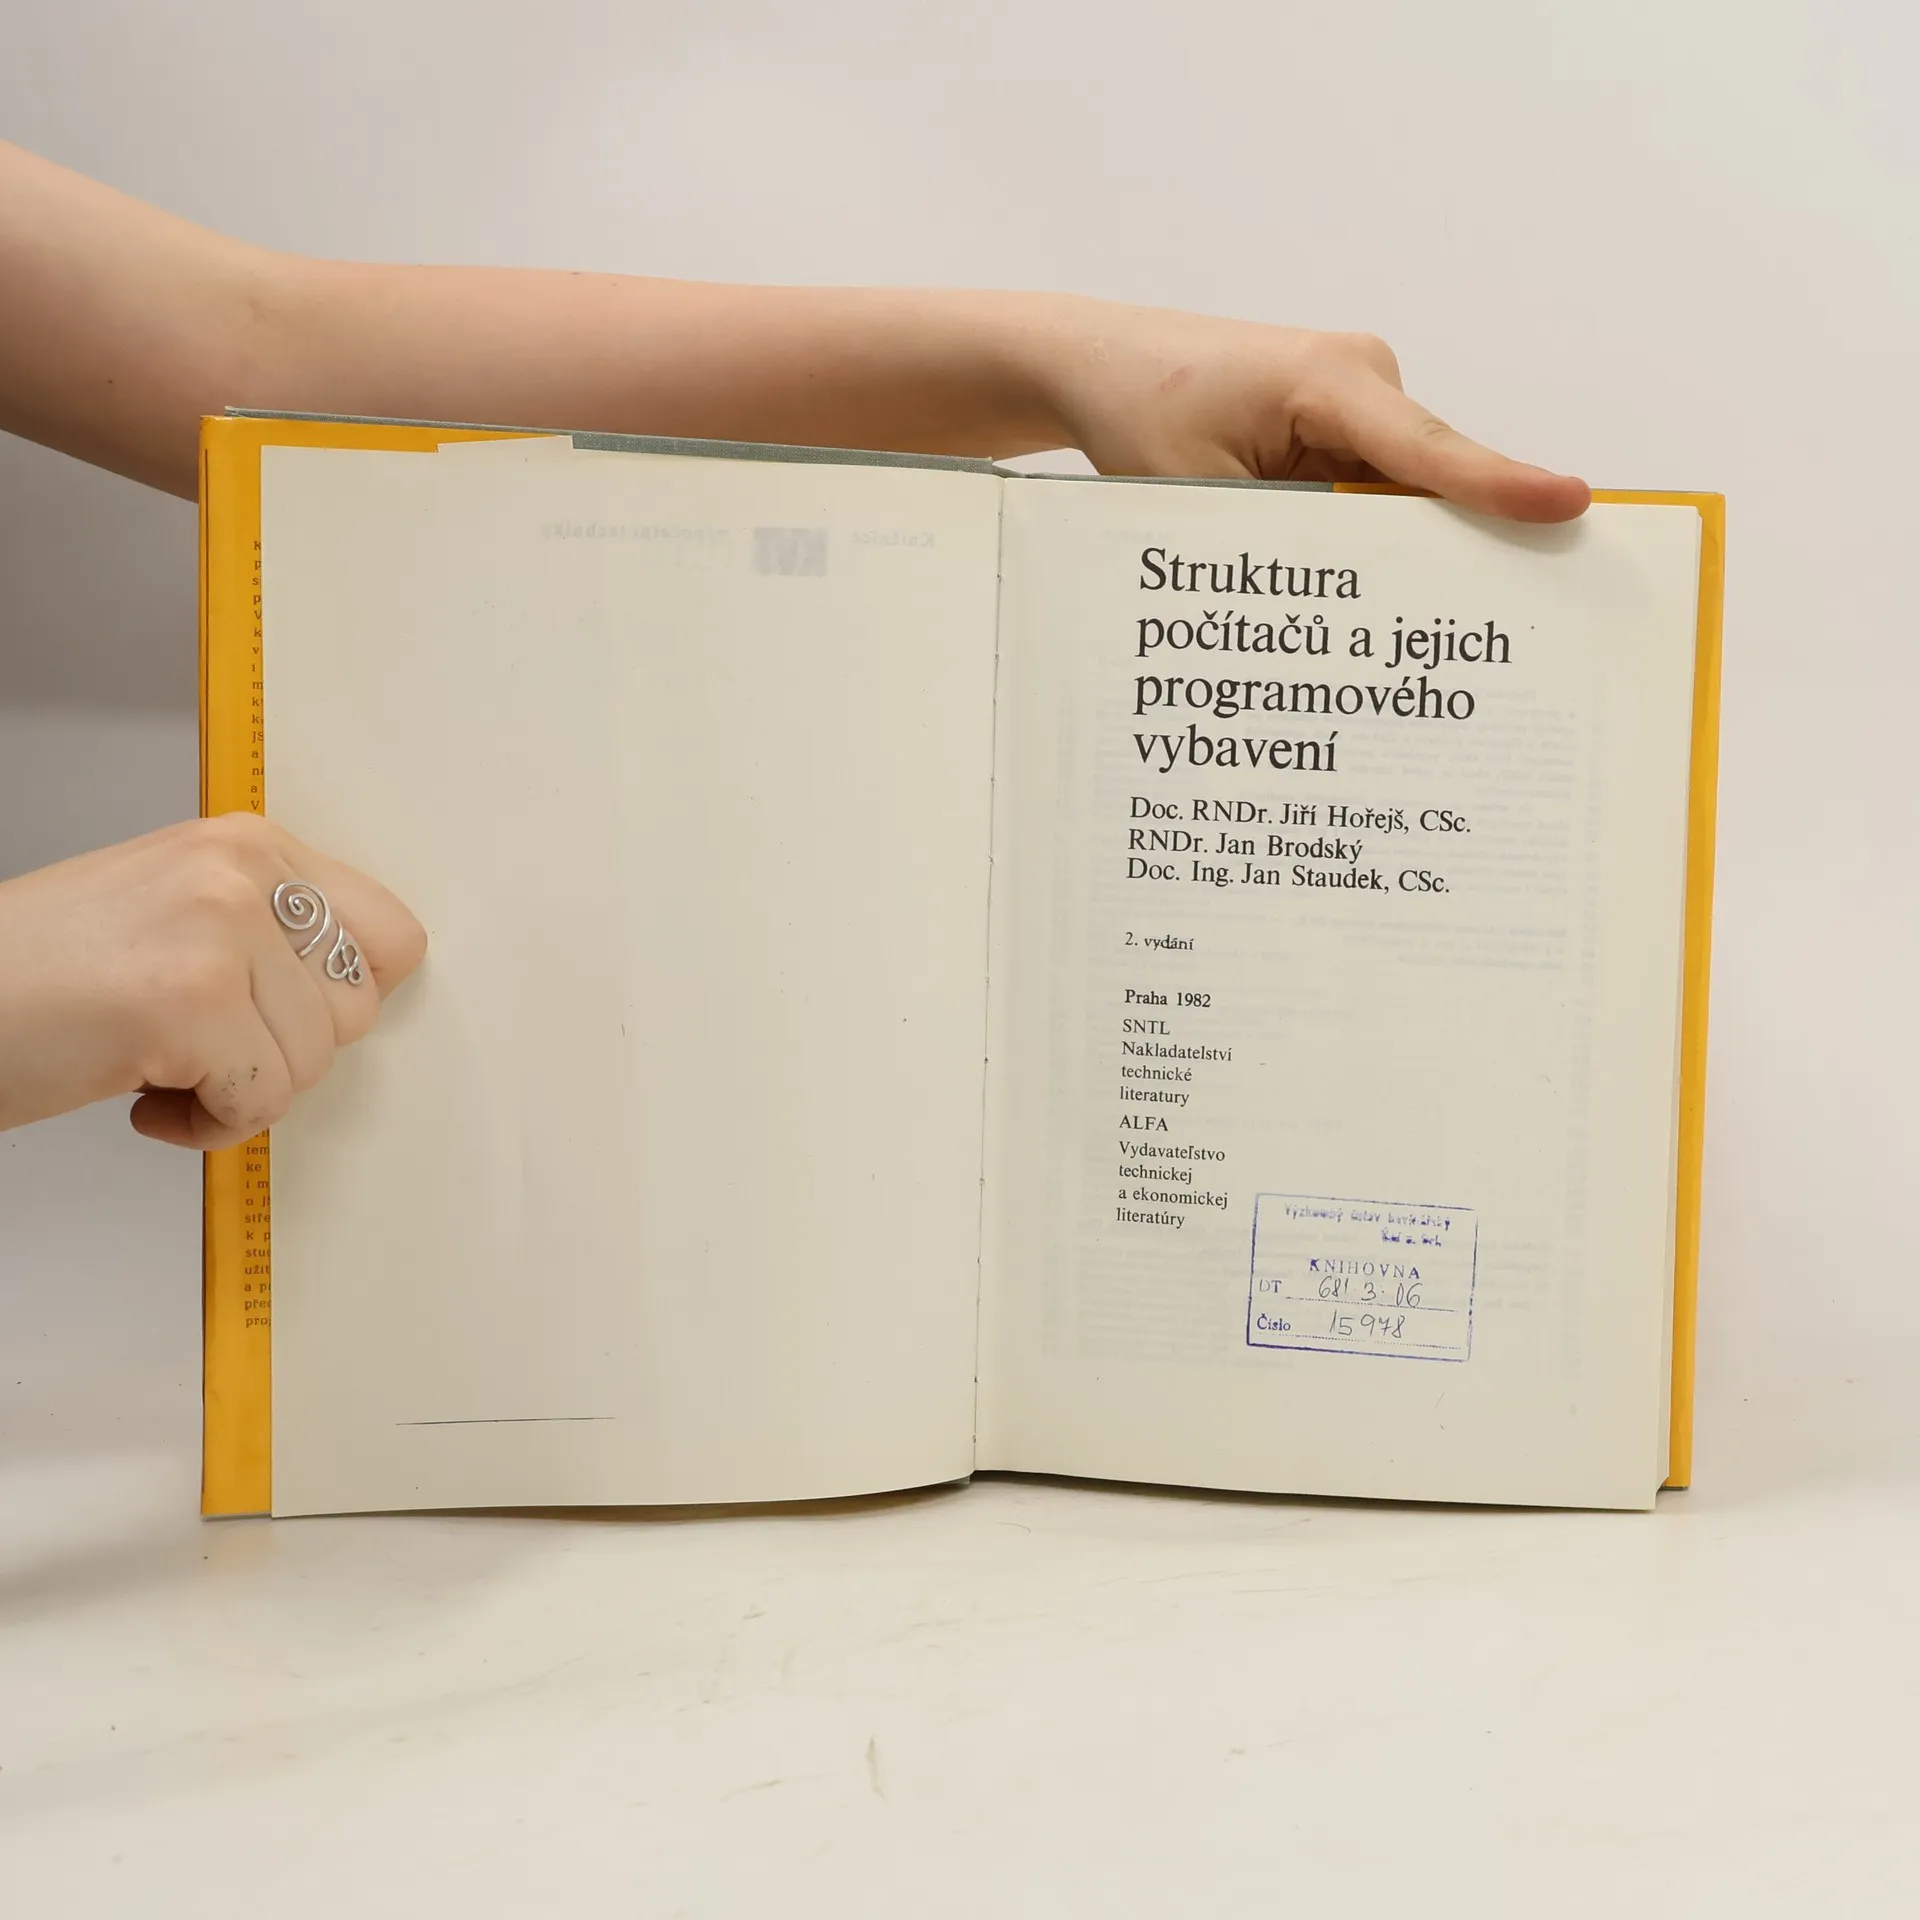 Struktura
počítačů a jejich
programového
vybavení
Doc. RNDr. Jiří Hořejš, CSc.
RNDr. Jan Brodský
Doc. Ing. Jan Staudek, CSc.
2. vydání
Praha 1982
SNTL
Nakladatelství
technické
literatury
ALFA
Vydavateľstvo
technickej
a ekonomickej
literatúry
Výzkumný ústav
KNIHOVNA
DT 681.3.06
Číslo 15978